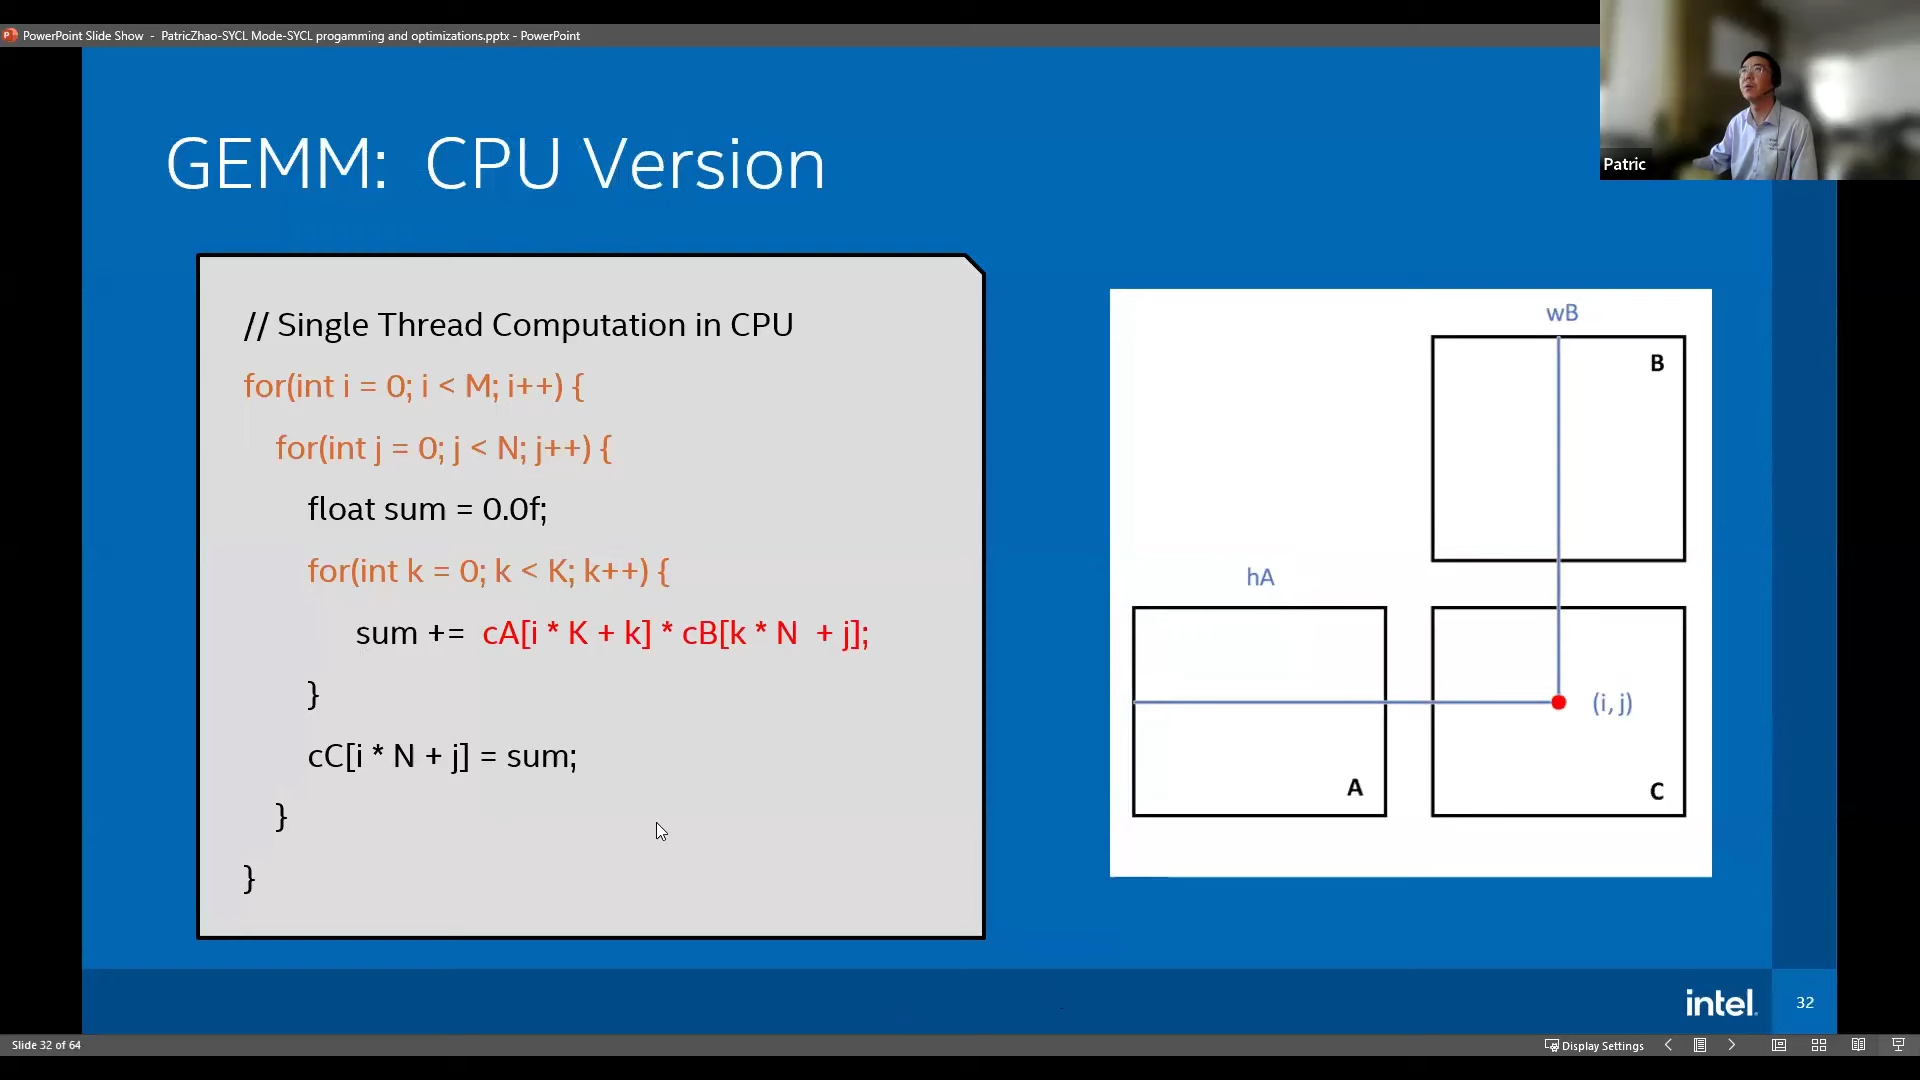 PowerPoint Slide Show - PatricZhao-SYCL Mode-SYCL progamming and optimizations.pptx - PowerPoint
Patric
GEMM: CPU Version
// Single Thread Computation in CPU
for(int i = 0; i < M; i++) {
for(int j = 0; j < N; j++) {
float sum = 0.0f;
for(int k = 0; k < K; k++) {
sum += cA[i * K + k] * cB[k * N + j];
}
cC[i * N + j] = sum;
}
}
wB
B
hA
A
(i, j)
C
intel.
32
Slide 32 of 64
Display Settings